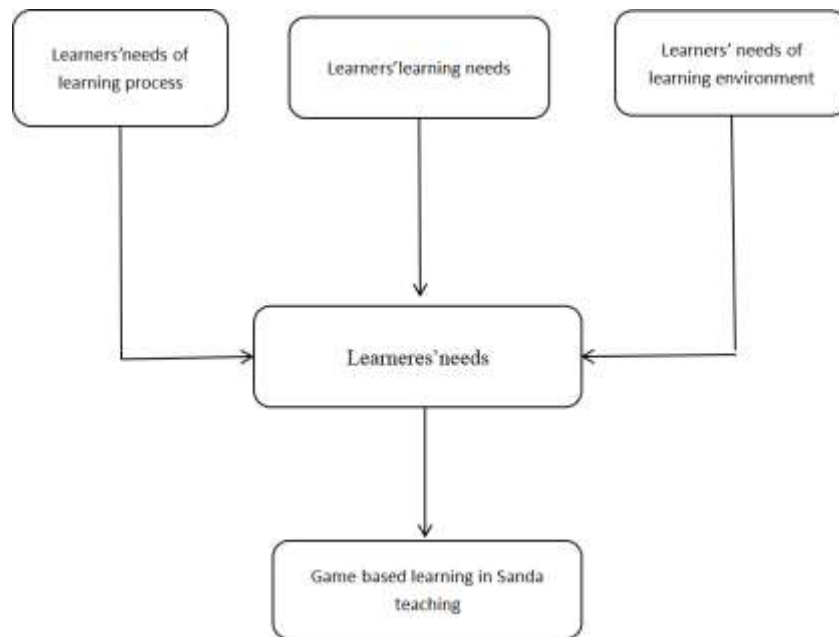 Learners'needs of
learning process
Learners'learning needs
Learners' needs of
learning environment
Learneres'needs
Game based learning in Sanda
teaching